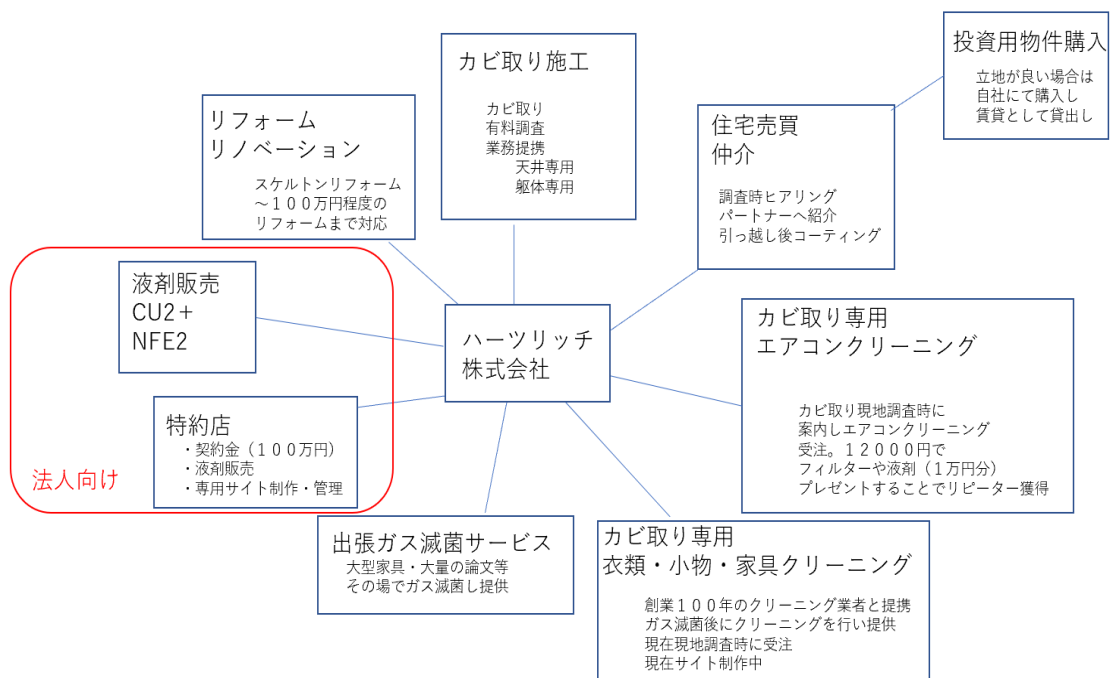 投資用物件購入
立地が良い場合は
自社にて購入し
賃貸として貸出し
カビ取り施工
カビ取り
有料調査
業務提携
天井専用
躯体専用
リフォーム
リノベーション
スケルトンリフォーム
～１００万円程度の
リフォームまで対応
住宅売買
仲介
調査時ヒアリング
パートナーへ紹介
引っ越し後コーティング
液剤販売
CU2＋
NFE2
ハーツリッチ
株式会社
カビ取り専用
エアコンクリーニング
カビ取り現地調査時に
案内しエアコンクリーニング
受注。１２０００円で
フィルターや液剤（１万円分）
プレゼントすることでリピーター獲得
特約店
・契約金（１００万円）
・液剤販売
・専用サイト制作・管理
法人向け
出張ガス滅菌サービス
大型家具・大量の論文等
その場でガス滅菌し提供
カビ取り専用
衣類・小物・家具クリーニング
創業１００年のクリーニング業者と提携
ガス滅菌後にクリーニングを行い提供
現在現地調査時に受注
現在サイト制作中